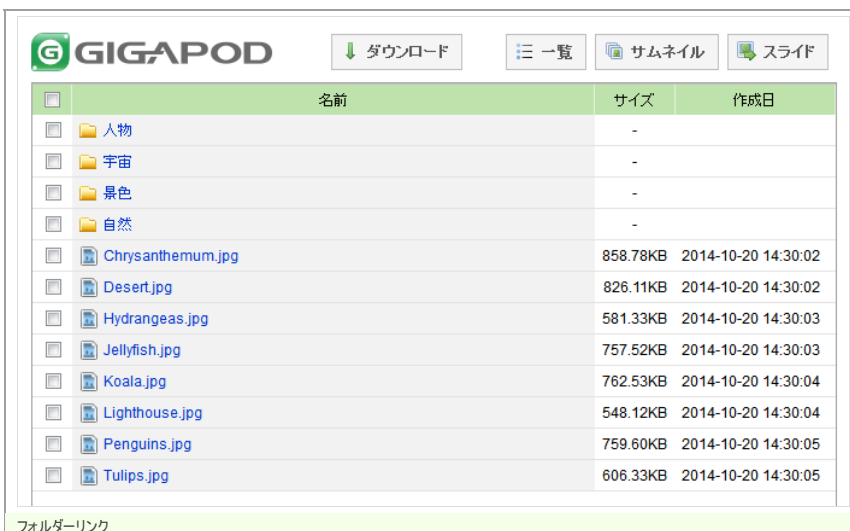 G GIGAPOD ダウンロード 一覧 サムネイル スライド
名前 サイズ 作成日
人物 -
宇宙 -
景色 -
自然 -
Chrysanthemum.jpg 858.78KB 2014-10-20 14:30:02
Desert.jpg 826.11KB 2014-10-20 14:30:02
Hydrangeas.jpg 581.33KB 2014-10-20 14:30:03
Jellyfish.jpg 757.52KB 2014-10-20 14:30:03
Koala.jpg 762.53KB 2014-10-20 14:30:04
Lighthouse.jpg 548.12KB 2014-10-20 14:30:04
Penguins.jpg 759.60KB 2014-10-20 14:30:05
Tulips.jpg 606.33KB 2014-10-20 14:30:05
フォルダーリンク